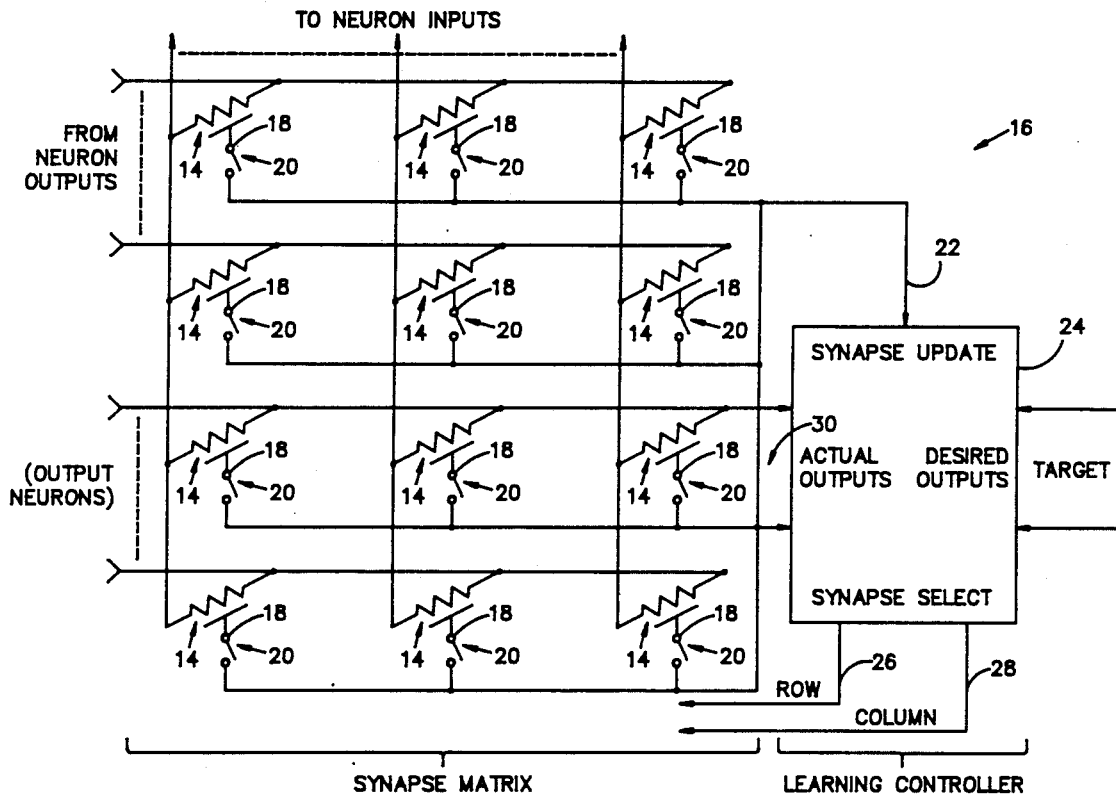 TO NEURON INPUTS
FROM
NEURON
OUTPUTS
18 18 18
14 20 14 20 14 20
16
22
18 18 18
14 20 14 20 14 20
SYNAPSE UPDATE
24
(OUTPUT
NEURONS)
18 18 18
14 20 14 20 14 20
30
ACTUAL
OUTPUTS
DESIRED
OUTPUTS
TARGET
SYNAPSE SELECT
18 18 18
14 20 14 20 14 20
26
28
ROW
COLUMN
SYNAPSE MATRIX
LEARNING CONTROLLER